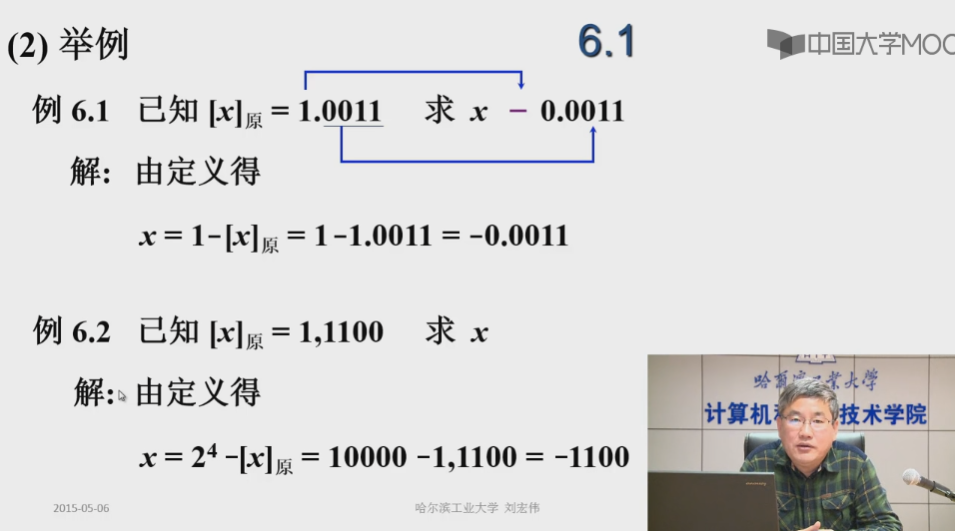 (2) 举例
6.1
中国大学MOO
例 6.1 已知 [x]原 = 1.0011 求 x − 0.0011
解: 由定义得
x = 1−[x]原 = 1−1.0011 = −0.0011
例 6.2 已知 [x]原 = 1,1100 求 x
解: 由定义得
x = 2⁴ −[x]原 = 10000 −1,1100 = −1100
哈尔滨工业大学
计算机科 技术学院
2015-05-06
哈尔滨工业大学 刘宏伟